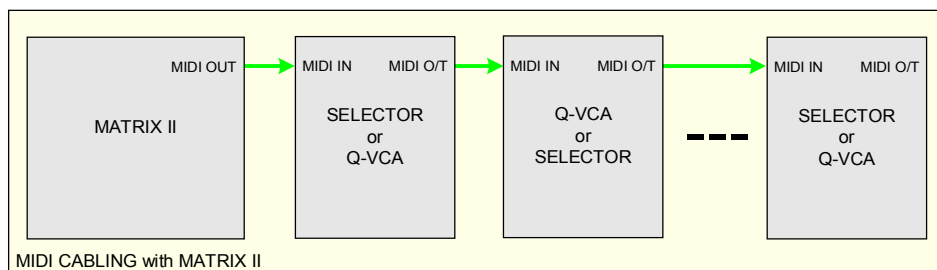 MIDI OUT
MATRIX II
MIDI IN MIDI O/T
SELECTOR
or
Q-VCA
MIDI IN MIDI O/T
Q-VCA
or
SELECTOR
MIDI IN MIDI O/T
SELECTOR
or
Q-VCA
MIDI CABLING with MATRIX II